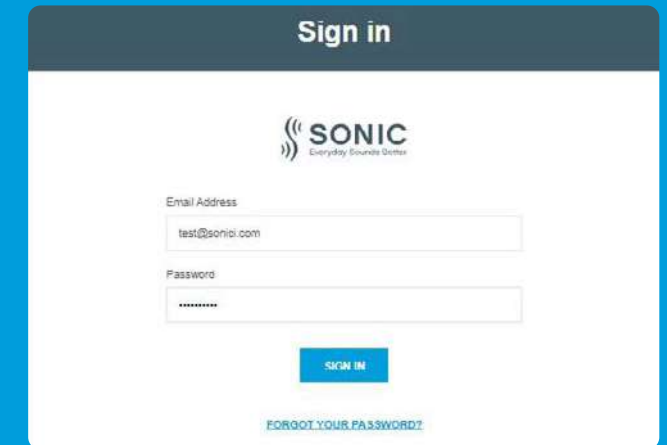 Sign in
SONIC
Everyday Sounds Better
Email Address
test@sonici.com
Password
••••••••••
SIGN IN
FORGOT YOUR PASSWORD?